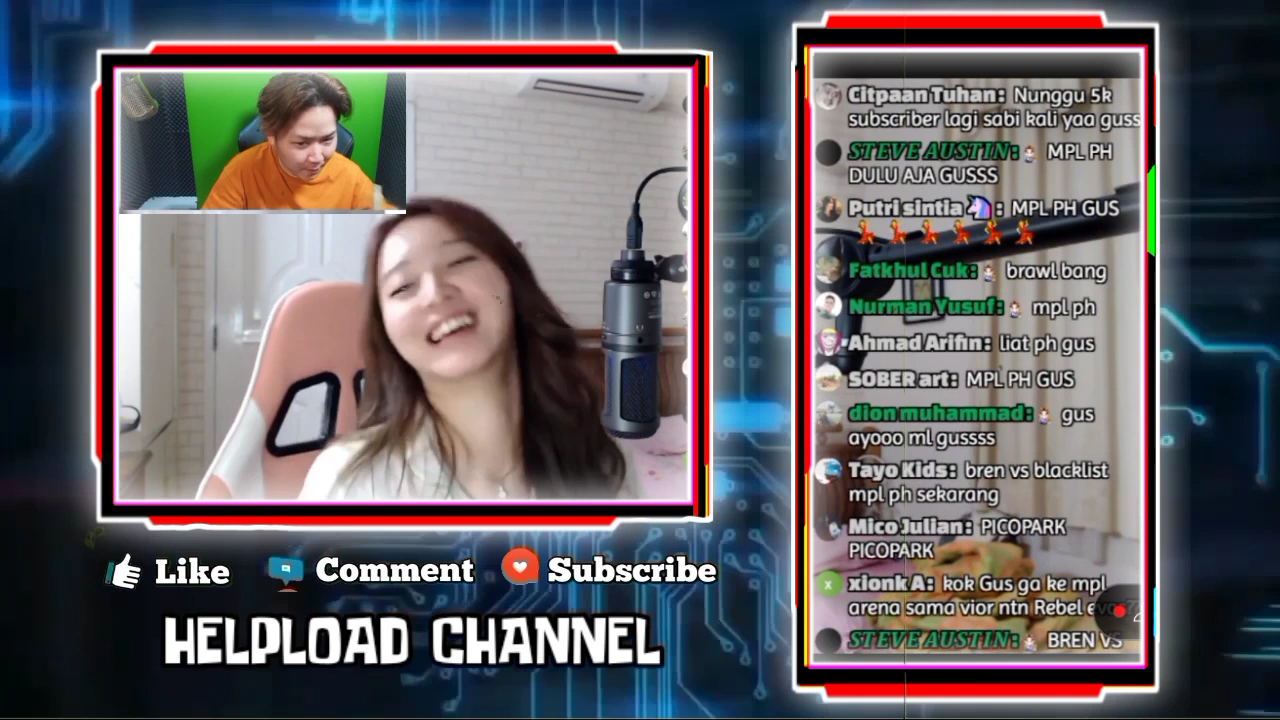 Citpaan Tuhan: Nunggu 5k
subscriber lagi sabi kali yaa guss
STEVE AUSTIN: MPL PH
DULU AJA GUSSS
Putri sintia: MPL PH GUS
Fatkhul Cuk: brawl bang
Nurman Yusuf: mpl ph
Ahmad Arifin: liat ph gus
SOBER art: MPL PH GUS
dion muhammad: gus
ayooo ml gussss
Tayo Kids: bren vs blacklist
mpl ph sekarang
Mico Julian: PICOPARK
PICOPARK
X
xionk A: kok Gus ga ke mpl
arena sama vior ntn Rebel
STEVE AUSTIN: BREN VS
Like
Comment
Subscribe
HELPLOAD CHANNEL